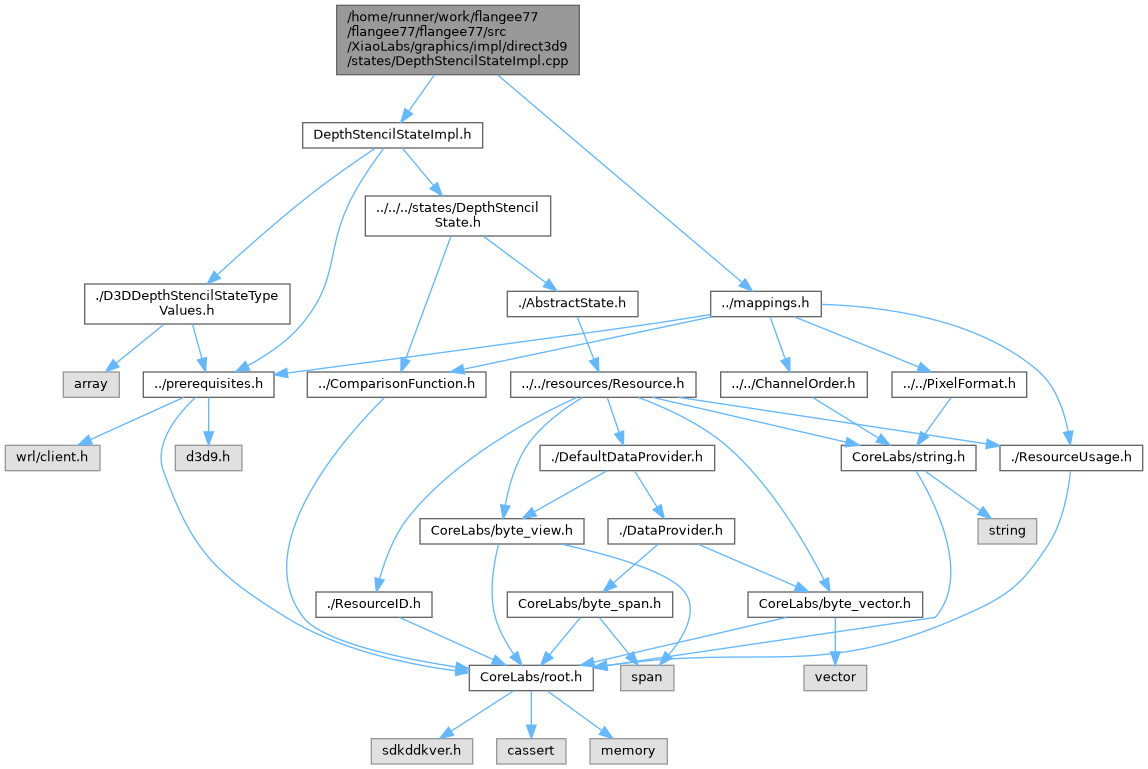 /home/runner/work/flangee77
/flangee77/flangee77/src
/XiaoLabs/graphics/impl/direct3d9
/states/DepthStencilStateImpl.cpp
DepthStencilStateImpl.h
../../../states/DepthStencil
State.h
./D3DDepthStencilStateType
Values.h
./AbstractState.h
../mappings.h
array
../prerequisites.h
../ComparisonFunction.h
../../resources/Resource.h
../../ChannelOrder.h
../../PixelFormat.h
wrl/client.h
d3d9.h
./DefaultDataProvider.h
CoreLabs/string.h
./ResourceUsage.h
CoreLabs/byte_view.h
./DataProvider.h
string
./ResourceID.h
CoreLabs/byte_span.h
CoreLabs/byte_vector.h
CoreLabs/root.h
span
vector
sdkddkver.h
cassert
memory